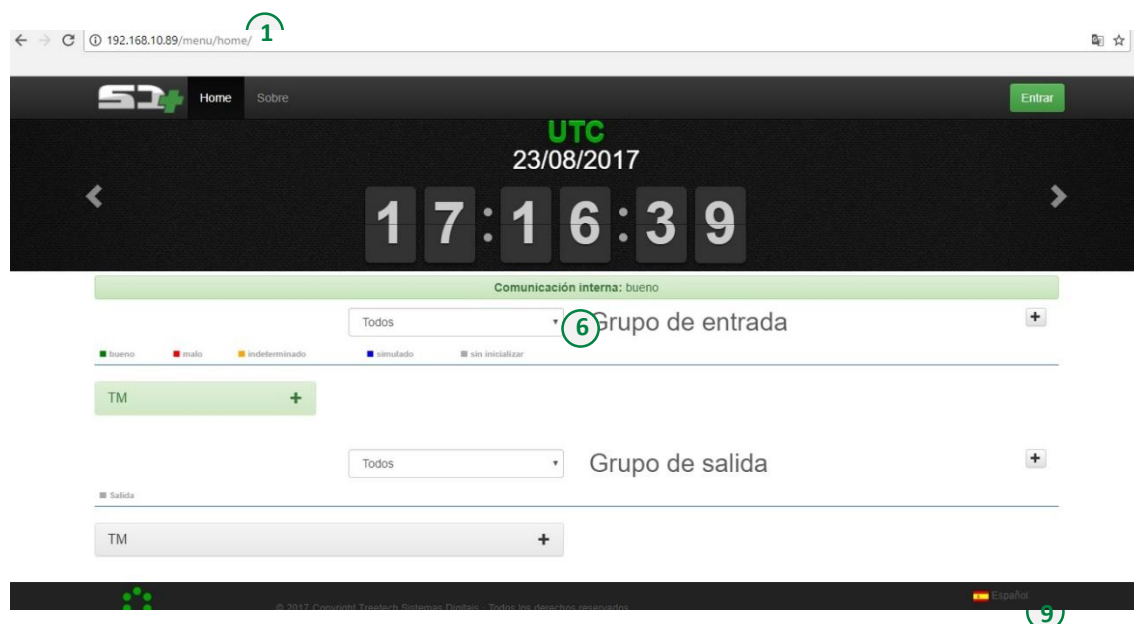 1
192.168.10.89/menu/home/
SD+ Home Sobre Entrar
UTC
23/08/2017
17:16:39
Comunicación interna: bueno
Todos 6 Grupo de entrada +
bueno malo indeterminado simulado sin inicializar
TM +
Todos Grupo de salida +
Salida
TM +
© 2017 Copyright Treetech Sistemas Digitais - Todos los derechos reservados
Español
9